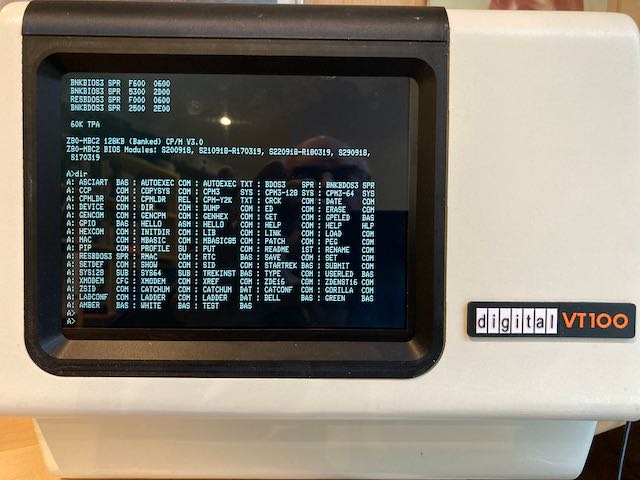 BNKBIOS3 SPR F600 0600
BNKBIOS3 SPR 5300 2D00
RESBDOS3 SPR F000 0600
BNKBDOS3 SPR 2500 2E00
60K TPA
Z80-MBC2 128KB (Banked) CP/M V3.0
Z80-MBC2 BIOS Modules: S200918, S210918-R170319, S220918-R180319, S290918,
S170319
A>dir
A: ASCIART BAS : AUTOEXEC COM : AUTOEXEC TXT : BDOS3 SPR : BNKBDOS3 SPR
A: CCP COM : COPYSYS COM : CPM3 SYS : CPM3-128 SYS : CPM3-64 SYS
A: CPMLDR COM : CPMLDR REL : CPM-Y2K TXT : CRCK COM : DATE COM
A: DEVICE COM : DIR COM : DUMP COM : ED COM : ERASE COM
A: GENCOM COM : GENCPM COM : GENHEX COM : GET COM : GPELED BAS
A: GPIO BAS : HELLO ASM : HELLO COM : HELP COM : HELP HLP
A: HEXCOM COM : INITDIR COM : LIB COM : LINK COM : LOAD COM
A: MAC COM : MBASIC COM : MBASIC85 COM : PATCH COM : PEG COM
A: PIP COM : PROFILE SU : PUT COM : README 1ST : RENAME COM
A: RESBDOS3 SPR : RMAC COM : RTC BAS : SAVE COM : SET COM
A: SETDEF COM : SHOW COM : SID COM : STARTREK BAS : SUBMIT COM
A: SYS128 SUB : SYS64 SUB : TREKINST BAS : TYPE COM : USERLED BAS
A: XMODEM CFG : XMODEM COM : XREF COM : ZDE16 COM : ZDENST16 COM
A: ZSID COM : CATCHUM COM : CATCHUM DAT : CATCONF COM : GORILLA COM
A: LADCONF COM : LADDER COM : LADDER DAT : BELL BAS : GREEN BAS
A: AMBER BAS : WHITE BAS : TEST BAS
A>
A>
digital VT100